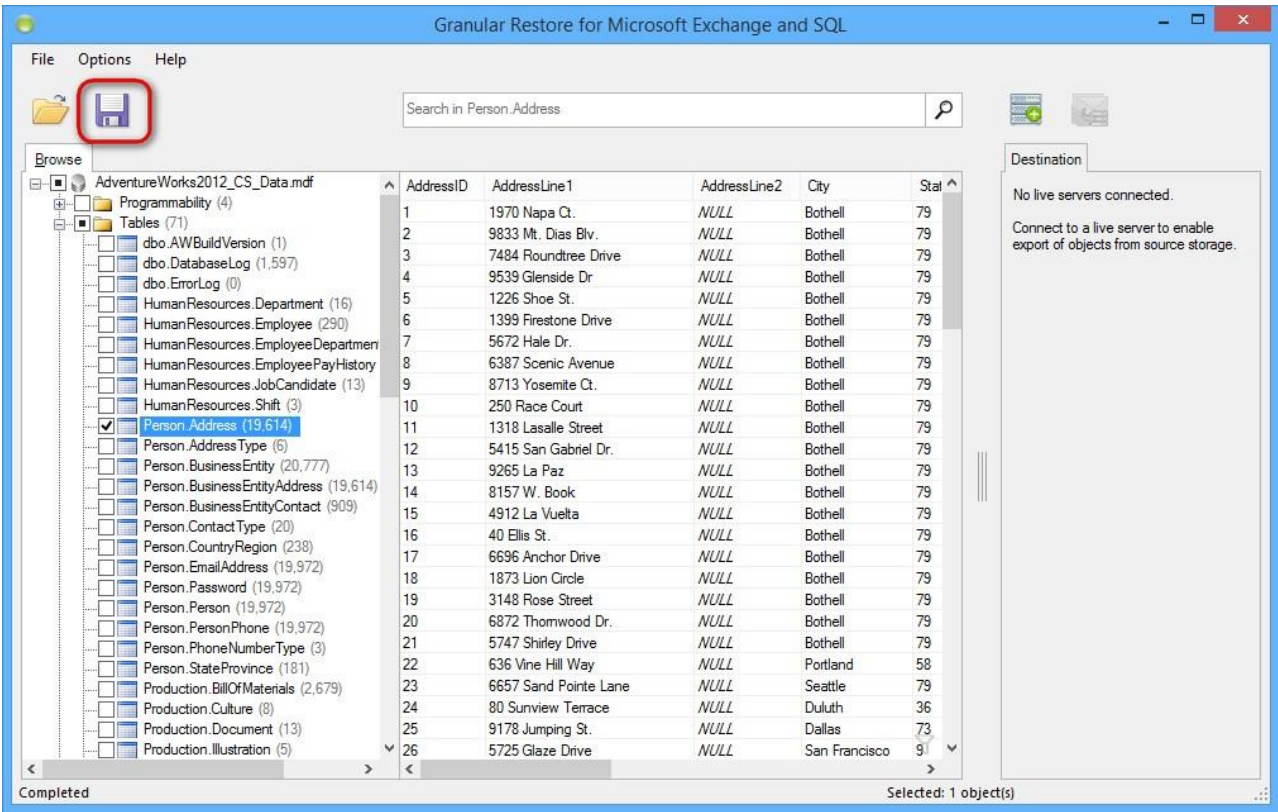 Granular Restore for Microsoft Exchange and SQL
File Options Help
Search in Person.Address
Browse
AdventureWorks2012_CS_Data.mdf
Programmability (4)
Tables (71)
dbo.AWBuildVersion (1)
dbo.DatabaseLog (1,597)
dbo.ErrorLog (0)
HumanResources.Department (16)
HumanResources.Employee (290)
HumanResources.EmployeeDepartment
HumanResources.EmployeePayHistory
HumanResources.JobCandidate (13)
HumanResources.Shift (3)
Person.Address (19,614)
Person.AddressType (6)
Person.BusinessEntity (20,777)
Person.BusinessEntityAddress (19,614)
Person.BusinessEntityContact (909)
Person.ContactType (20)
Person.CountryRegion (238)
Person.EmailAddress (19,972)
Person.Password (19,972)
Person.Person (19,972)
Person.PersonPhone (19,972)
Person.PhoneNumberType (3)
Person.StateProvince (181)
Production.BillOfMaterials (2,679)
Production.Culture (8)
Production.Document (13)
Production.Illustration (5)
AddressID AddressLine1 AddressLine2 City Stat
1 1970 Napa Ct. NULL Bothell 79
2 9833 Mt. Dias Blv. NULL Bothell 79
3 7484 Roundtree Drive NULL Bothell 79
4 9539 Glenside Dr NULL Bothell 79
5 1226 Shoe St. NULL Bothell 79
6 1399 Firestone Drive NULL Bothell 79
7 5672 Hale Dr. NULL Bothell 79
8 6387 Scenic Avenue NULL Bothell 79
9 8713 Yosemite Ct. NULL Bothell 79
10 250 Race Court NULL Bothell 79
11 1318 Lasalle Street NULL Bothell 79
12 5415 San Gabriel Dr. NULL Bothell 79
13 9265 La Paz NULL Bothell 79
14 8157 W. Book NULL Bothell 79
15 4912 La Vuelta NULL Bothell 79
16 40 Ellis St. NULL Bothell 79
17 6696 Anchor Drive NULL Bothell 79
18 1873 Lion Circle NULL Bothell 79
19 3148 Rose Street NULL Bothell 79
20 6872 Thornwood Dr. NULL Bothell 79
21 5747 Shirley Drive NULL Bothell 79
22 636 Vine Hill Way NULL Portland 58
23 6657 Sand Pointe Lane NULL Seattle 79
24 80 Sunview Terrace NULL Duluth 36
25 9178 Jumping St. NULL Dallas 73
26 5725 Glaze Drive NULL San Francisco 9
Destination
No live servers connected.
Connect to a live server to enable
export of objects from source storage.
Completed
Selected: 1 object(s)